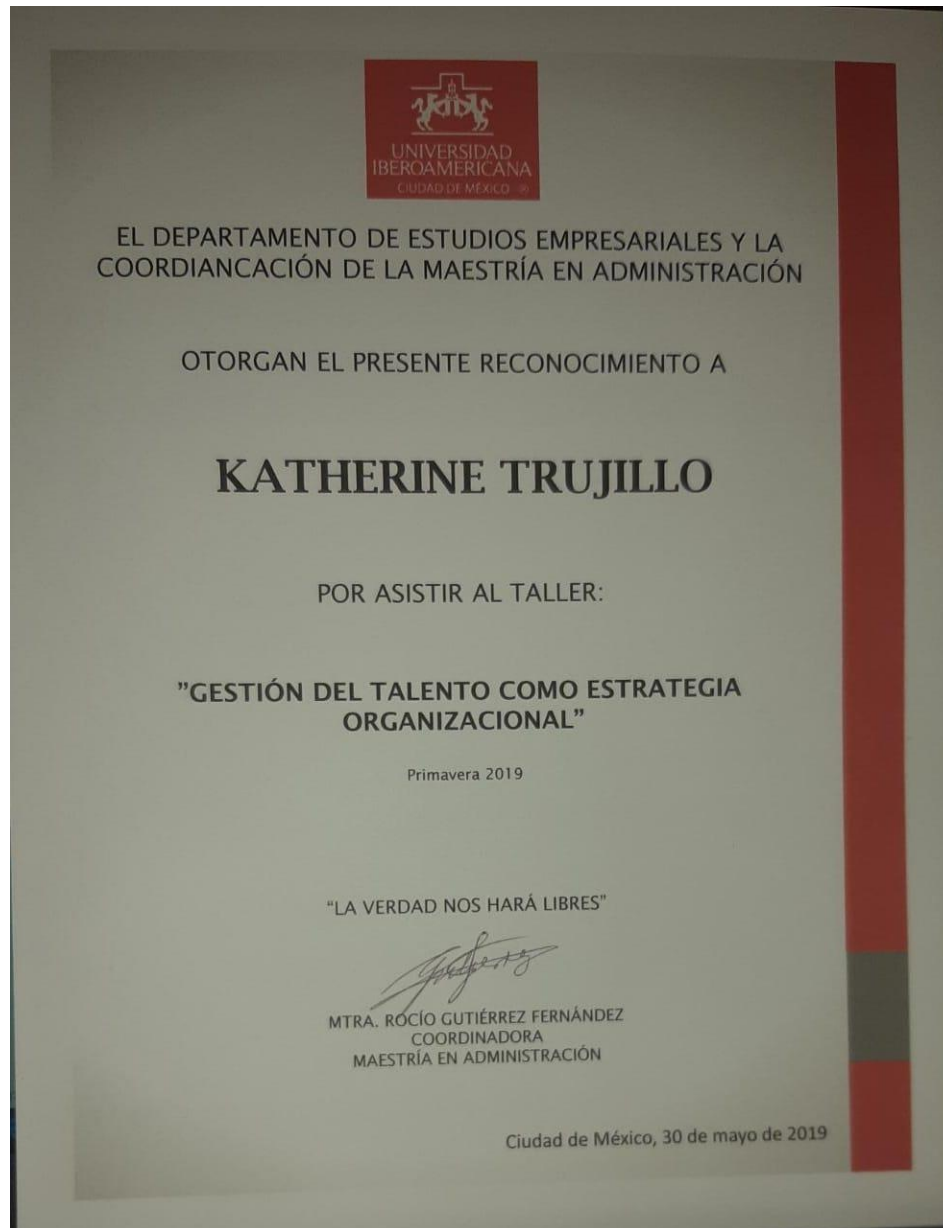 UNIVERSIDAD
IBEROAMERICANA
CIUDAD DE MÉXICO ®
EL DEPARTAMENTO DE ESTUDIOS EMPRESARIALES Y LA
COORDIANCACIÓN DE LA MAESTRÍA EN ADMINISTRACIÓN
OTORGAN EL PRESENTE RECONOCIMIENTO A
KATHERINE TRUJILLO
POR ASISTIR AL TALLER:
”GESTIÓN DEL TALENTO COMO ESTRATEGIA
ORGANIZACIONAL”
Primavera 2019
“LA VERDAD NOS HARÁ LIBRES”
MTRA. ROCÍO GUTIÉRREZ FERNÁNDEZ
COORDINADORA
MAESTRÍA EN ADMINISTRACIÓN
Ciudad de México, 30 de mayo de 2019